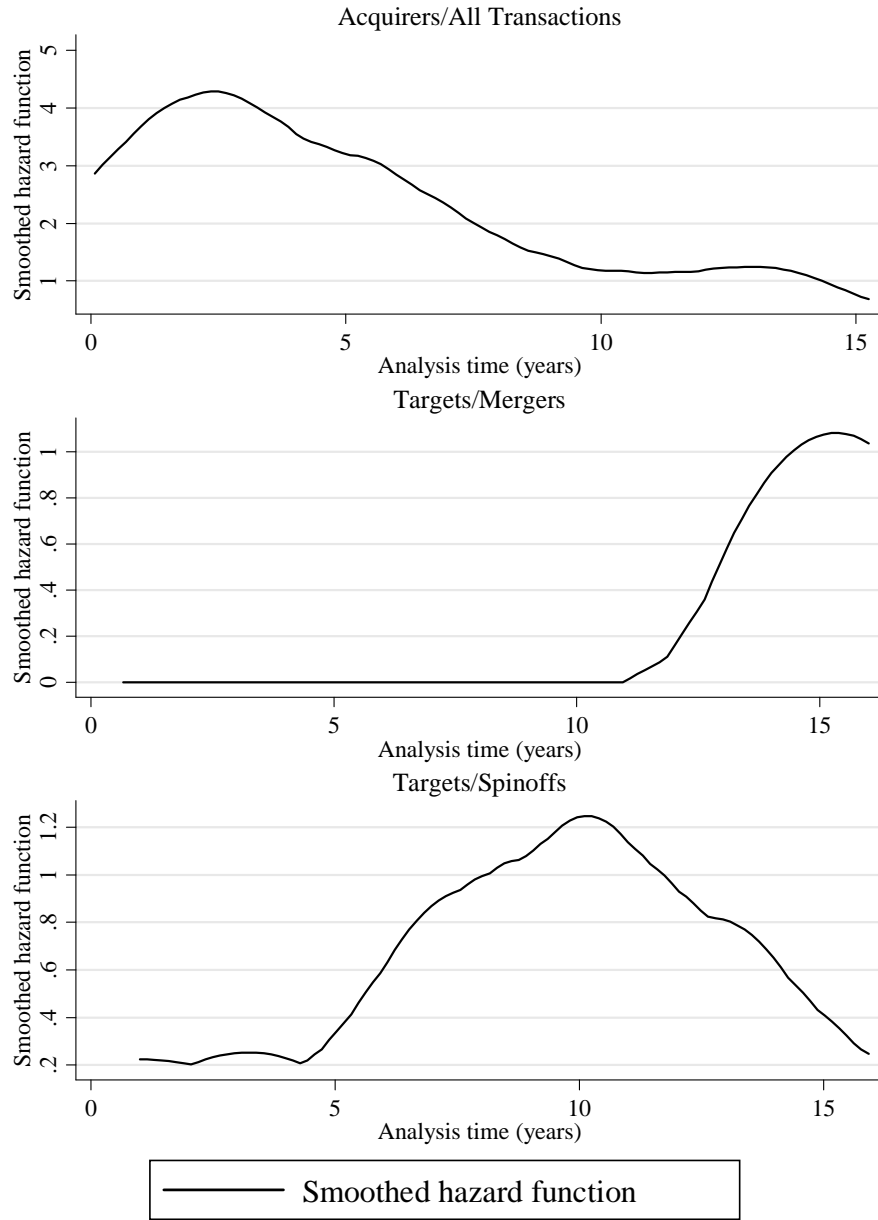 Acquirers/All Transactions
Smoothed hazard function
5
4
3
2
1
0 5 10 15
Analysis time (years)
Targets/Mergers
Smoothed hazard function
1
.8
.6
.4
.2
0
0 5 10 15
Analysis time (years)
Targets/Spinoffs
Smoothed hazard function
1.2
1
.8
.6
.4
.2
0 5 10 15
Analysis time (years)
Smoothed hazard function